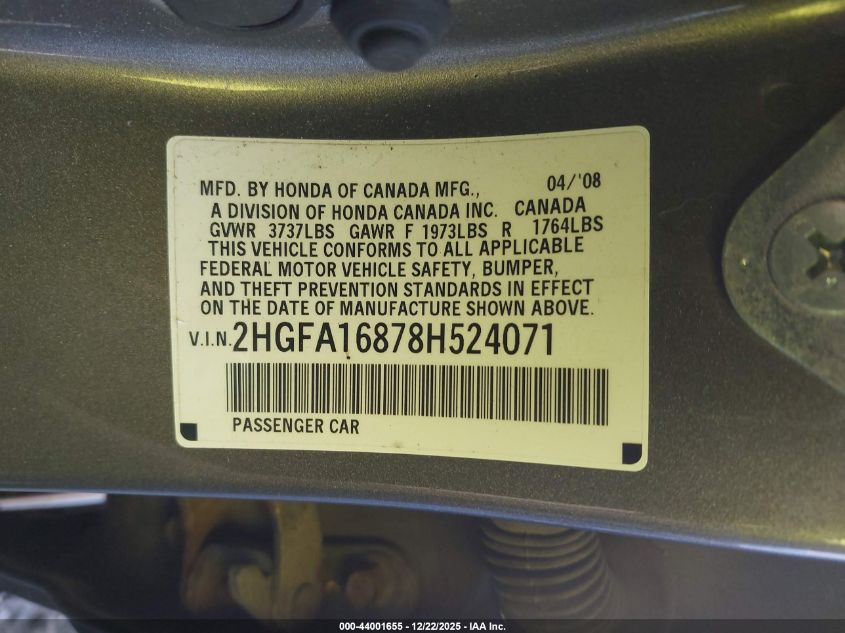 MFD. BY HONDA OF CANADA MFG., 04/'08
A DIVISION OF HONDA CANADA INC. CANADA
GVWR 3737LBS GAWR F 1973LBS R 1764LBS
THIS VEHICLE CONFORMS TO ALL APPLICABLE
FEDERAL MOTOR VEHICLE SAFETY, BUMPER,
AND THEFT PREVENTION STANDARDS IN EFFECT
ON THE DATE OF MANUFACTURE SHOWN ABOVE.
V.I.N. 2HGFA16878H524071
PASSENGER CAR
000-44001655 - 12/22/2025 - IAA Inc.